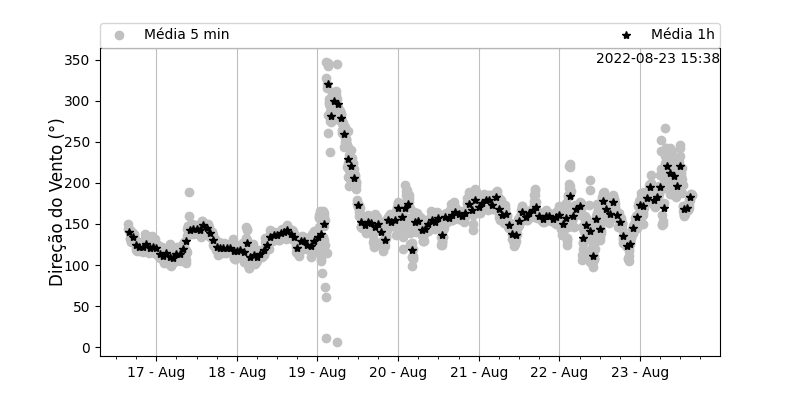 Média 5 min
Média 1h
2022-08-23 15:38
Direção do Vento (°)
350
300
250
200
150
100
50
0
17 - Aug
18 - Aug
19 - Aug
20 - Aug
21 - Aug
22 - Aug
23 - Aug